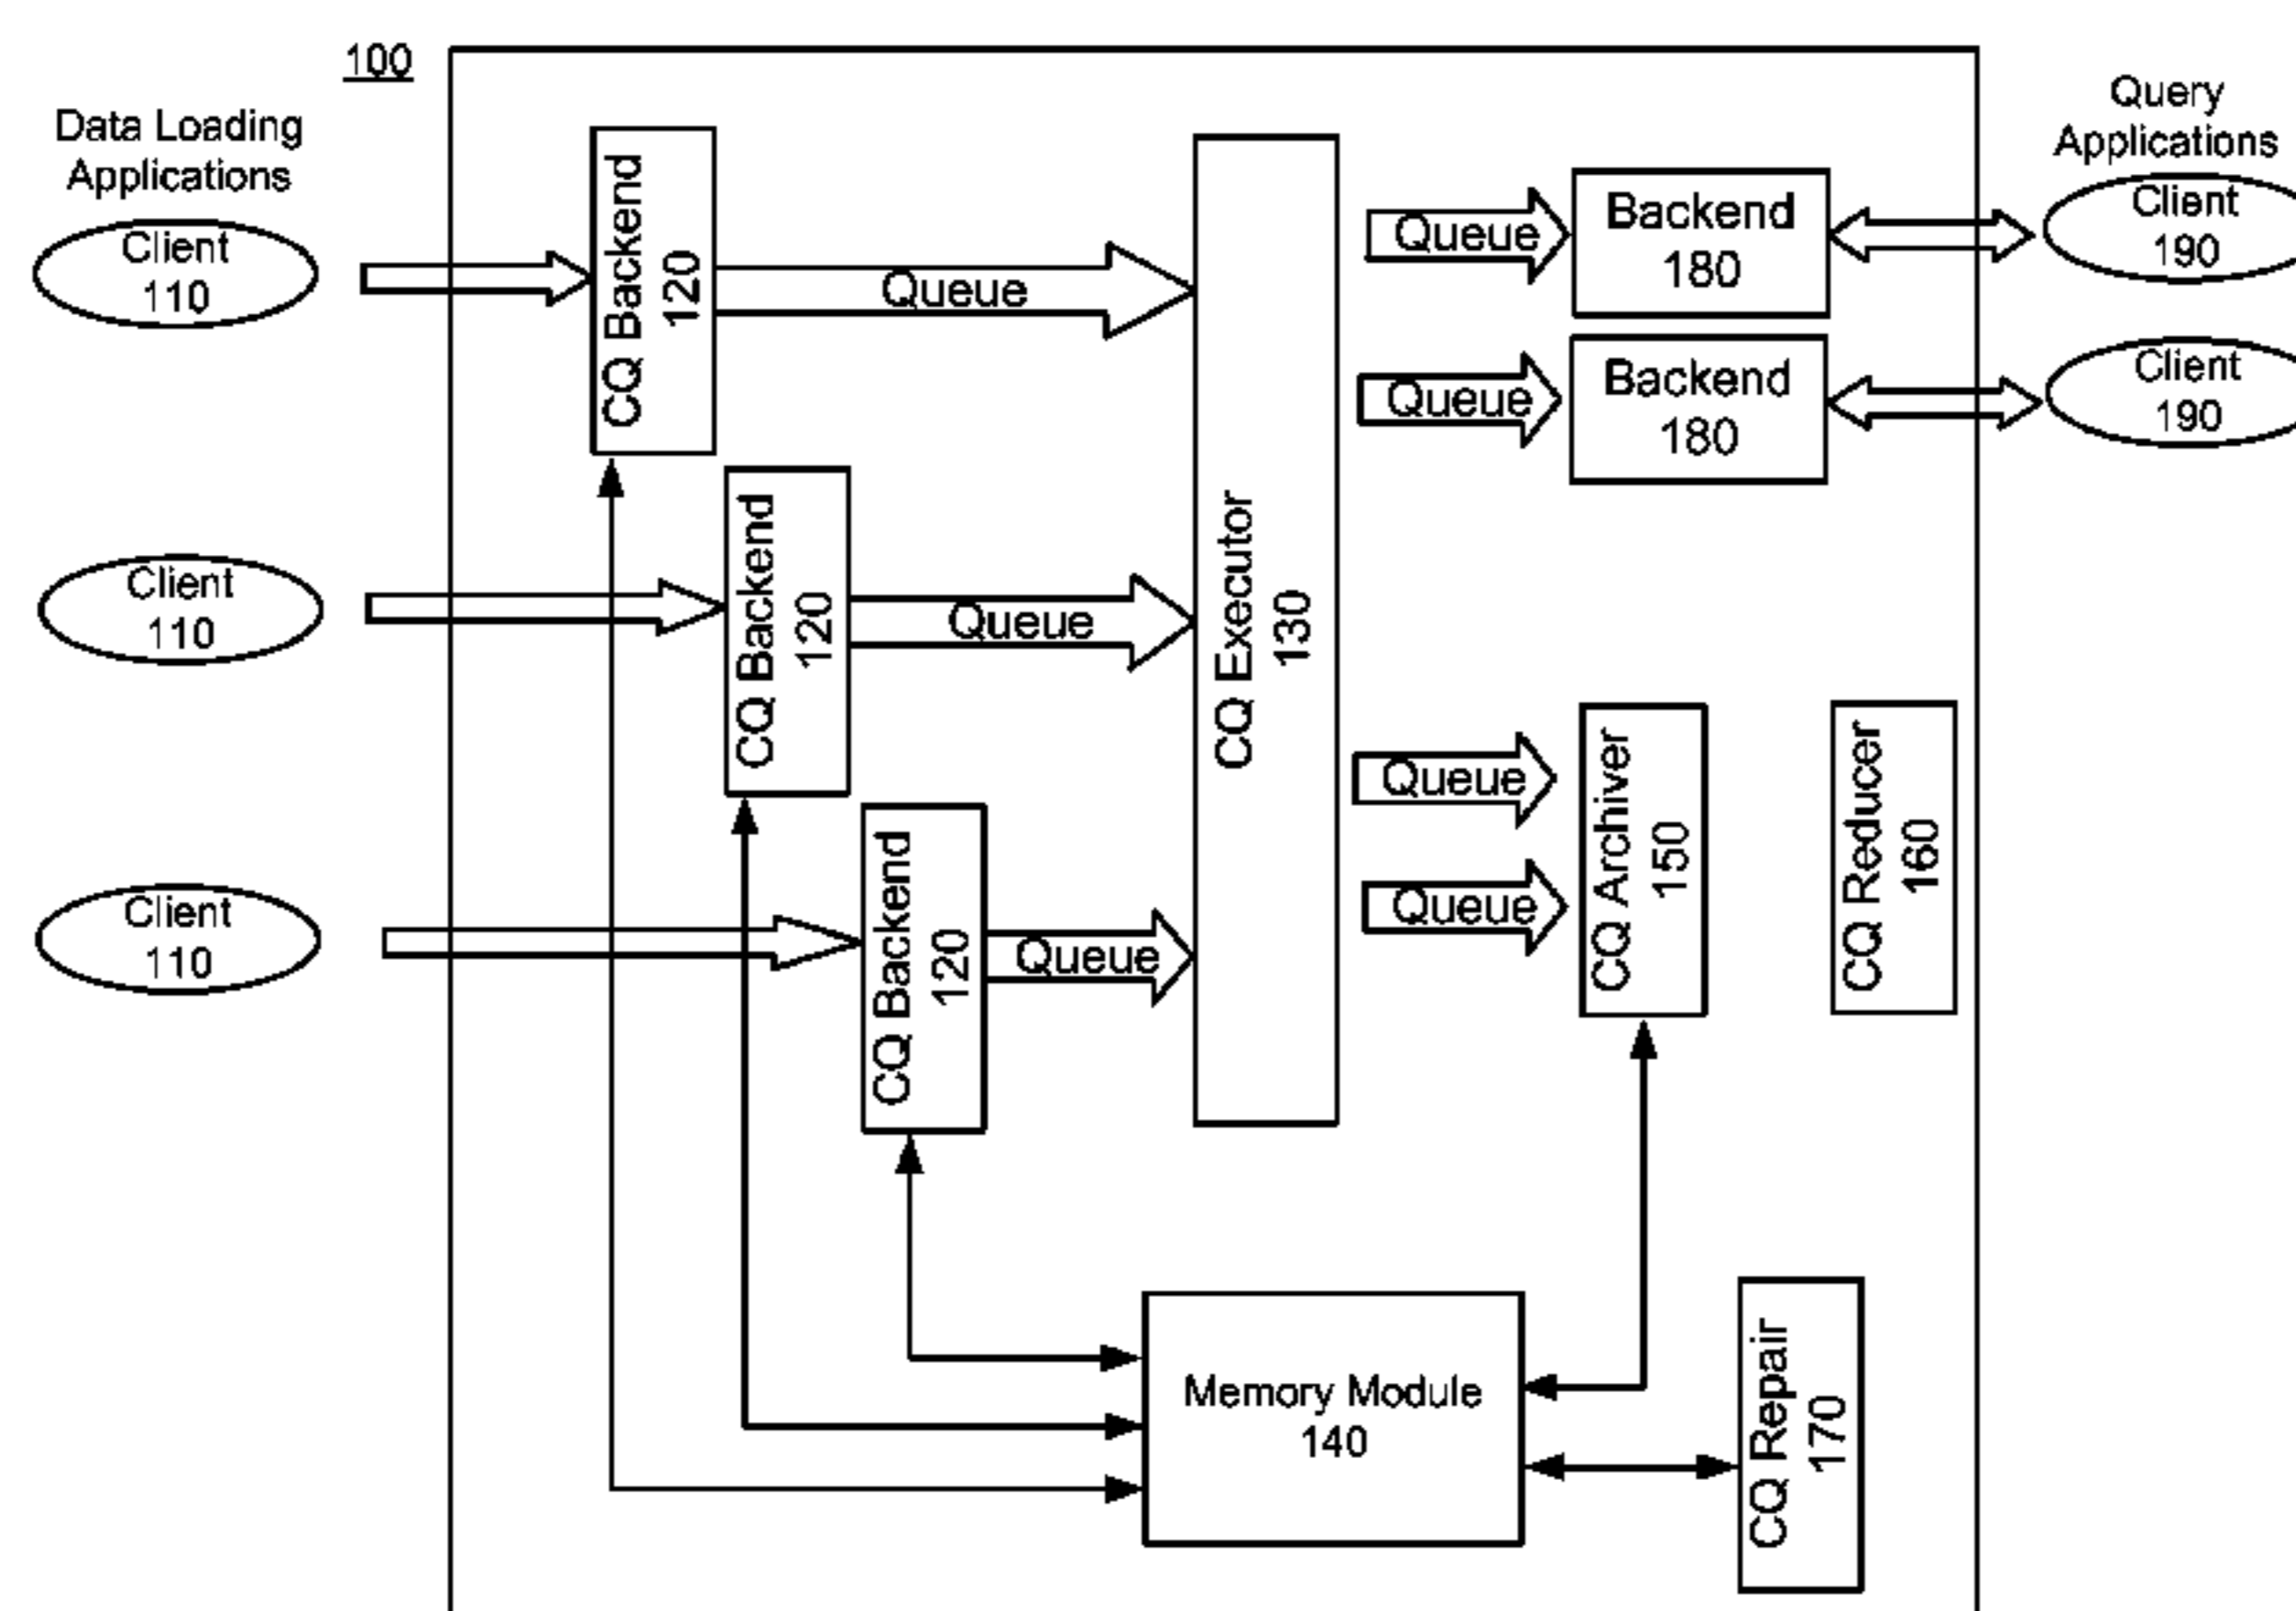 100
Data Loading
Applications
Client
110
CQ Backend
120
Queue
Client
110
CQ Backend
120
Queue
Client
110
CQ Backend
120
Queue
CQ Executor
130
Queue
Backend
180
Queue
Backend
180
Query
Applications
Client
190
Client
190
Queue
Queue
CQ Archiver
150
CQ Reducer
160
Memory Module
140
CQ Repair
170